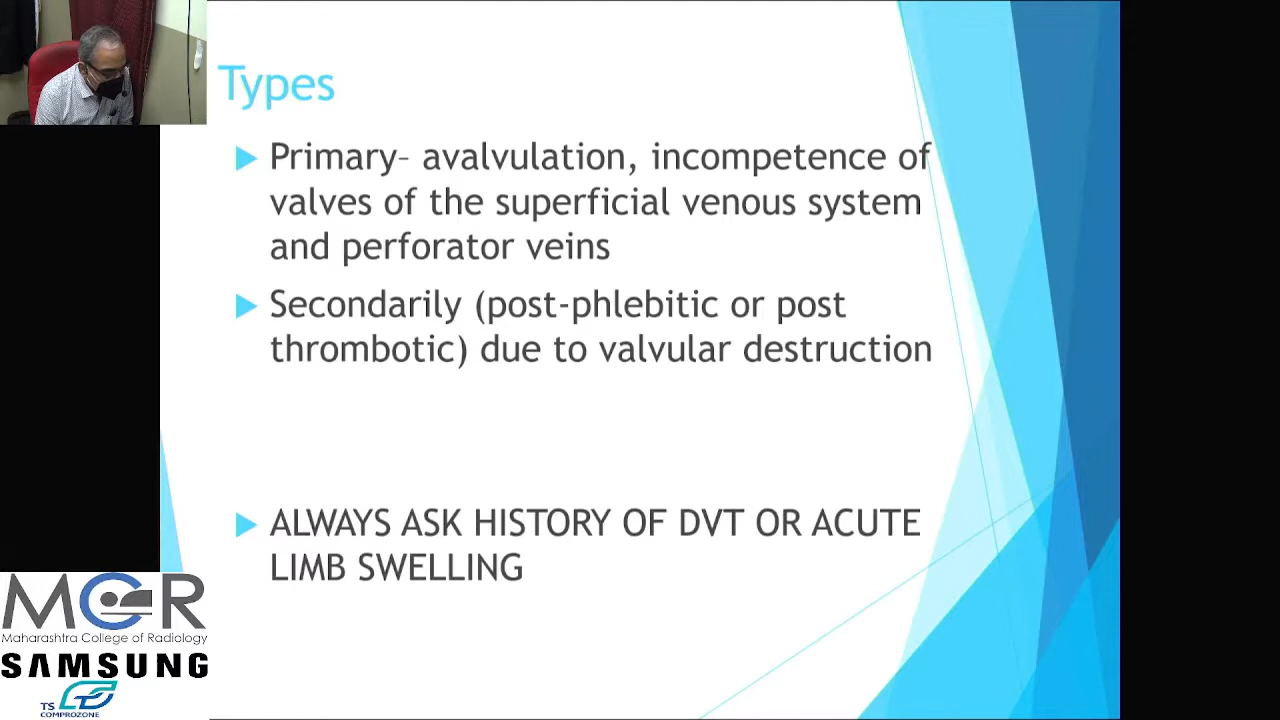 Types
Primary– avalvulation, incompetence of
valves of the superficial venous system
and perforator veins
Secondarily (post-phlebitic or post
thrombotic) due to valvular destruction
ALWAYS ASK HISTORY OF DVT OR ACUTE
LIMB SWELLING
MCR
Maharashtra College of Radiology
SAMSUNG
TS
COMPROZONE